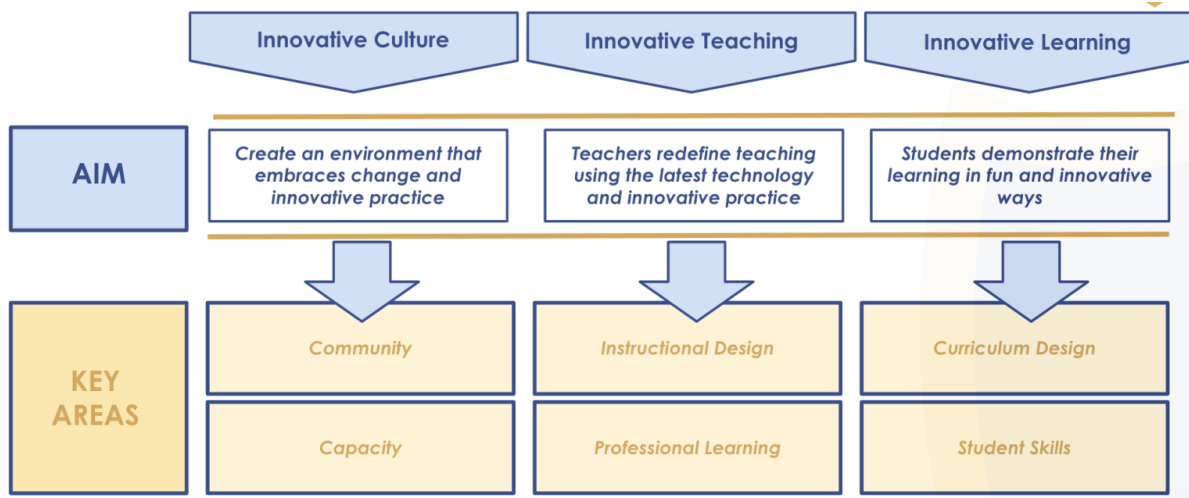 Innovative Culture
Innovative Teaching
Innovative Learning
AIM
Create an environment that
embraces change and
innovative practice
Teachers redefine teaching
using the latest technology
and innovative practice
Students demonstrate their
learning in fun and innovative
ways
KEY
AREAS
Community
Instructional Design
Curriculum Design
Capacity
Professional Learning
Student Skills